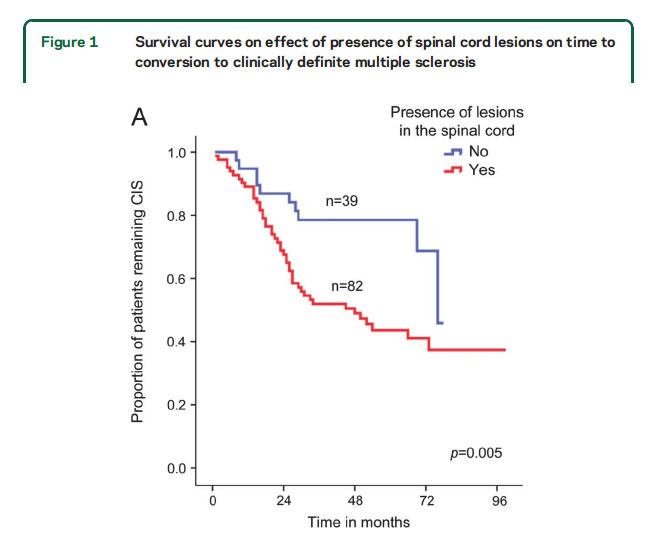 Figure 1
Survival curves on effect of presence of spinal cord lesions on time to
conversion to clinically definite multiple sclerosis
A
Presence of lesions
in the spinal cord
No
Yes
Proportion of patients remaining CIS
1.0
0.8
0.6
0.4
0.2
0.0
n=39
n=82
p=0.005
0 24 48 72 96
Time in months